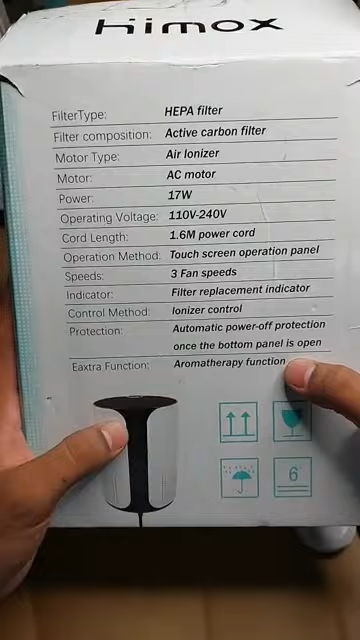 Himox
FilterType: HEPA filter
Filter composition: Active carbon filter
Motor Type: Air Ionizer
Motor: AC motor
Power: 17W
Operating Voltage: 110V-240V
Cord Length: 1.6M power cord
Operation Method: Touch screen operation panel
Speeds: 3 Fan speeds
Indicator: Filter replacement indicator
Control Method: Ionizer control
Protection: Automatic power-off protection
once the bottom panel is open
Eaxtra Function: Aromatherapy function
6